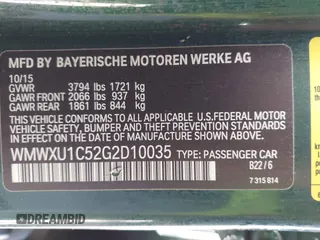 MFD BY BAYERISCHE MOTOREN WERKE AG
10/15
GVWR 3794 lbs 1721 kg
GAWR FRONT 2066 lbs 937 kg
GAWR REAR 1861 lbs 844 kg
THIS VEHICLE CONFORMS TO ALL APPLICABLE
U.S.FEDERAL MOTOR
VEHICLE SAFETY, BUMPER AND THEFT PREVENTION STANDARDS
IN EFFECT ON THE DATE OF MANUFACTURE SHOWN ABOVE.
WMWXU1C52G2D10035 TYPE: PASSENGER CAR
B22/6
7 315 814
DREAMBID